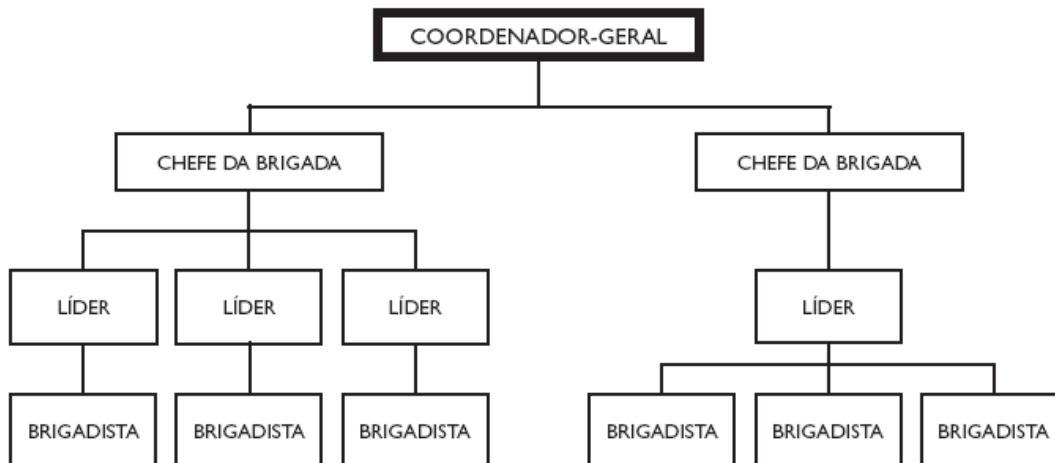 COORDENADOR-GERAL
CHEFE DA BRIGADA
CHEFE DA BRIGADA
LÍDER
LÍDER
LÍDER
LÍDER
BRIGADISTA
BRIGADISTA
BRIGADISTA
BRIGADISTA
BRIGADISTA
BRIGADISTA